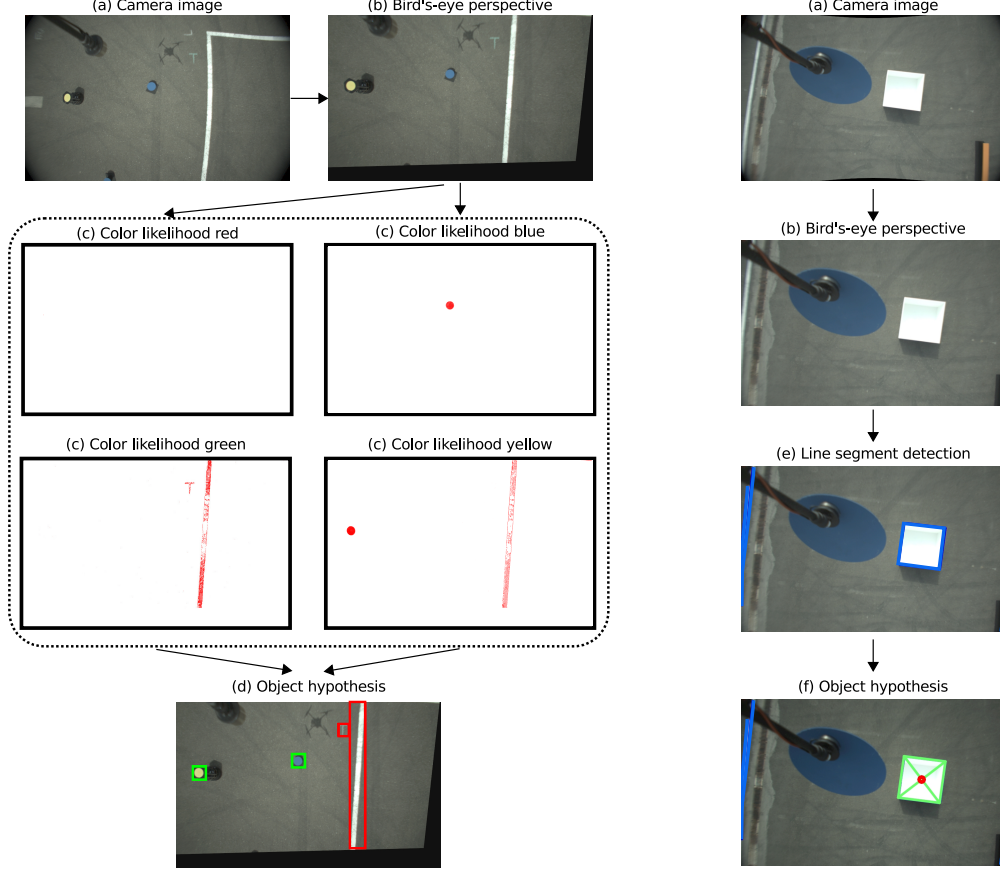 (a) Camera image
(b) Bird's-eye perspective
(c) Color likelihood red
(c) Color likelihood blue
(c) Color likelihood green
(c) Color likelihood yellow
(d) Object hypothesis
(a) Camera image
(b) Bird's-eye perspective
(e) Line segment detection
(f) Object hypothesis